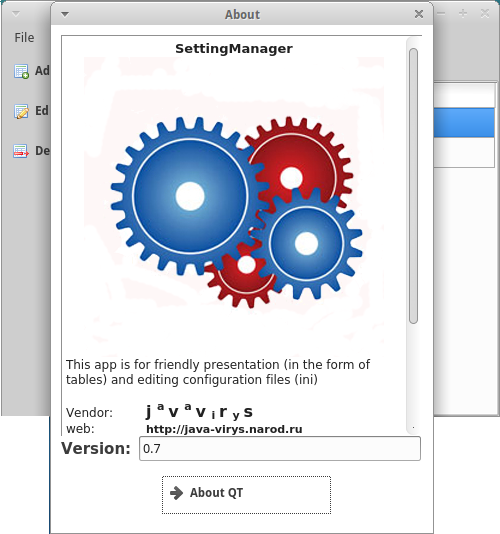 About
File
SettingManager
Ad
Ed
De
This app is for friendly presentation (in the form of
tables) and editing configuration files (ini)
Vendor: j a v a v i r y s
web: http://java-virys.narod.ru
Version: 0.7
About QT